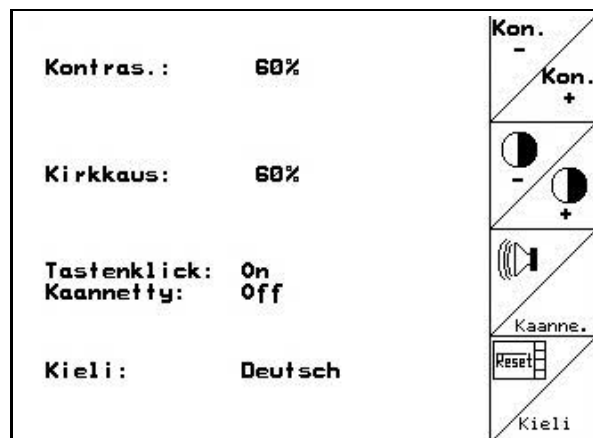 Kontras.: 60%
Kirkkaus: 60%
Tastenklick: On
Kaannetty: Off
Kieli: Deutsch
Kon.
-
Kon.
+
-
+
Kaanne.
Reset
Kieli